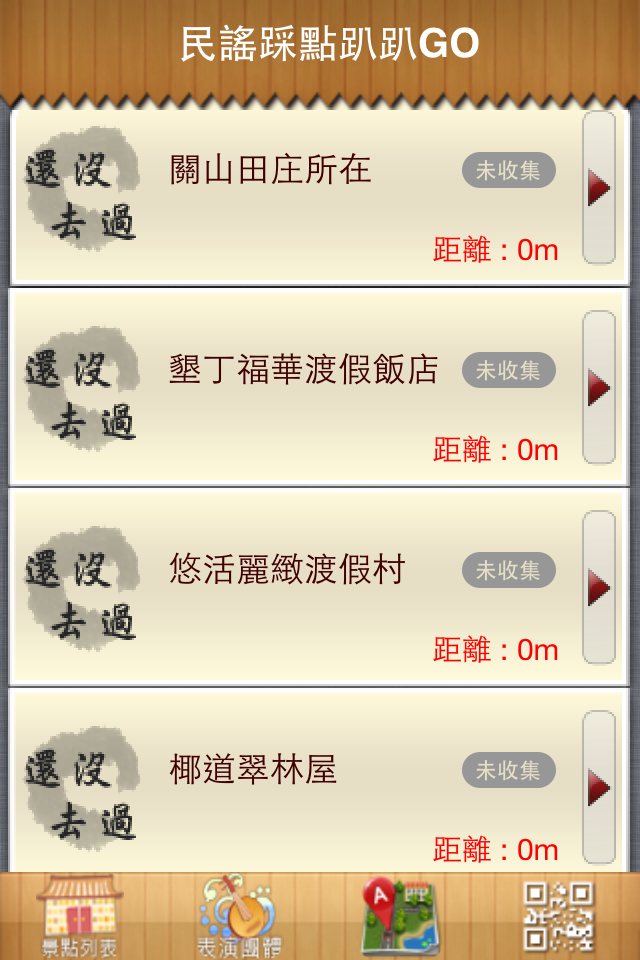 民謠踩點趴趴GO
還沒
去過
關山田庄所在
未收集
距離 : 0m
還沒
去過
墾丁福華渡假飯店
未收集
距離 : 0m
還沒
去過
悠活麗緻渡假村
未收集
距離 : 0m
還沒
去過
椰道翠林屋
未收集
距離 : 0m
景點列表
表演團體
A